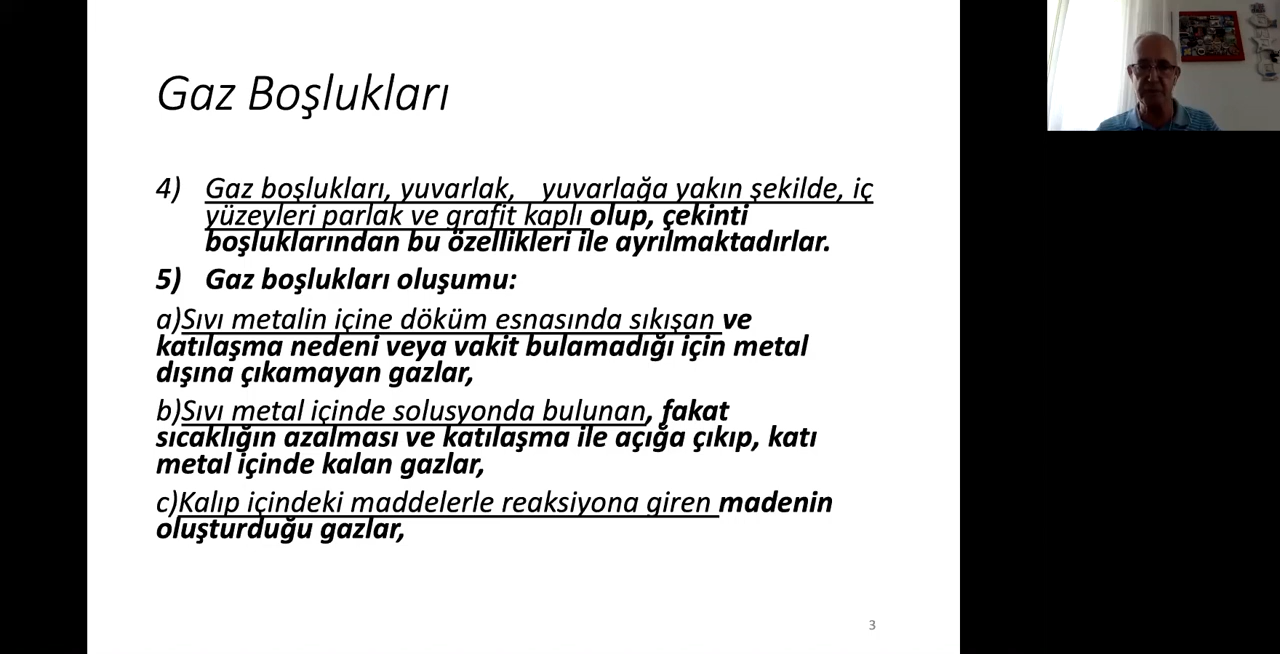 Gaz Boşlukları
4) Gaz boşlukları, yuvarlak, yuvarlağa yakın şekilde, iç
yüzeyleri parlak ve grafit kaplı olup, çekinti
boşluklarından bu özellikleri ile ayrılmaktadırlar.
5) Gaz boşlukları oluşumu:
a)Sıvı metalin içine döküm esnasında sıkışan ve
katılaşma nedeni veya vakit bulamadığı için metal
dışına çıkamayan gazlar,
b)Sıvı metal içinde solusyonda bulunan, fakat
sıcaklığın azalması ve katılaşma ile açığa çıkıp, katı
metal içinde kalan gazlar,
c)Kalıp içindeki maddelerle reaksiyona giren madenin
oluşturduğu gazlar,
3